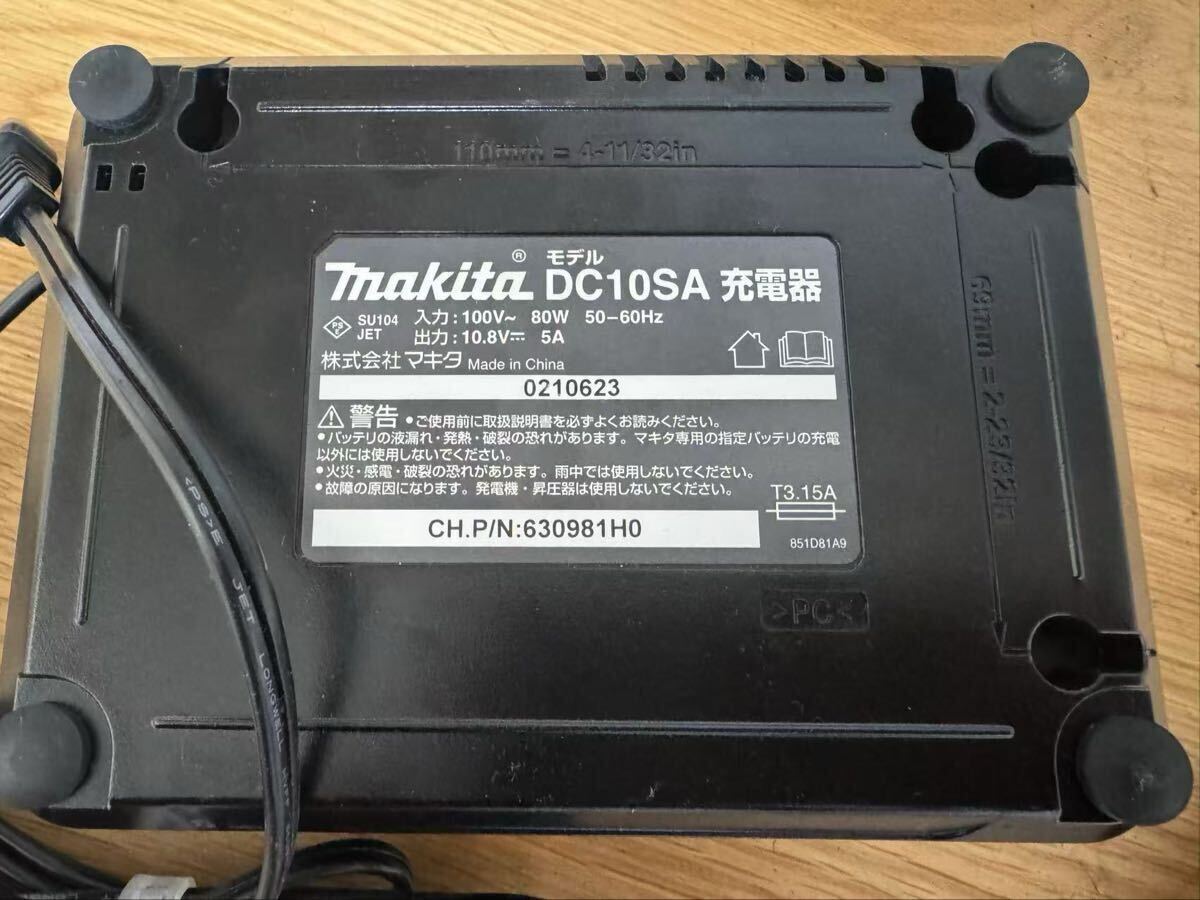 110mm = 4-11/32in
makita® モデル DC10SA 充電器
PS E SU104 JET
入力 : 100V~ 80W 50-60Hz
出力 : 10.8V⎓ 5A
株式会社マキタ Made in China
0210623
⚠ 警告 •ご使用前に取扱説明書を必ずよくお読みください。
•バッテリの液漏れ・発熱・破裂の恐れがあります。マキタ専用の指定バッテリの充電
以外には使用しないでください。
•火災・感電・破裂の恐れがあります。雨中では使用しないでください。
•故障の原因になります。発電機・昇圧器は使用しないでください。
T3.15A
CH.P/N:630981H0
851D81A9
>PC<
69mm = 2-23/32in
<PS>E JET LONGWELL